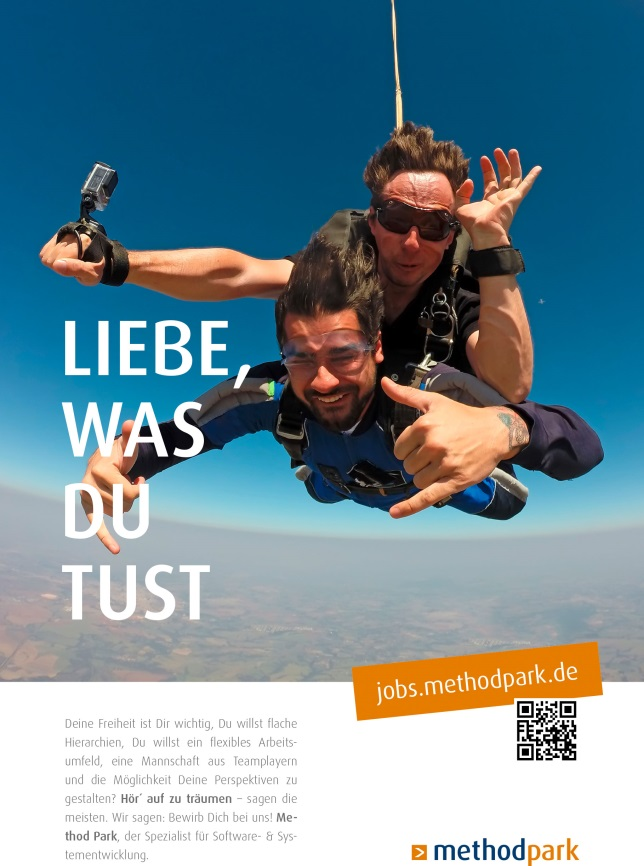 LIEBE,
WAS
DU
TUST
jobs.methodpark.de
Deine Freiheit ist Dir wichtig, Du willst flache
Hierarchien, Du willst ein flexibles Arbeits-
umfeld, eine Mannschaft aus Teamplayern
und die Möglichkeit Deine Perspektiven zu
gestalten? Hör´ auf zu träumen – sagen die
meisten. Wir sagen: Bewirb Dich bei uns! Me-
thod Park, der Spezialist für Software- & Sys-
tementwicklung.
methodpark